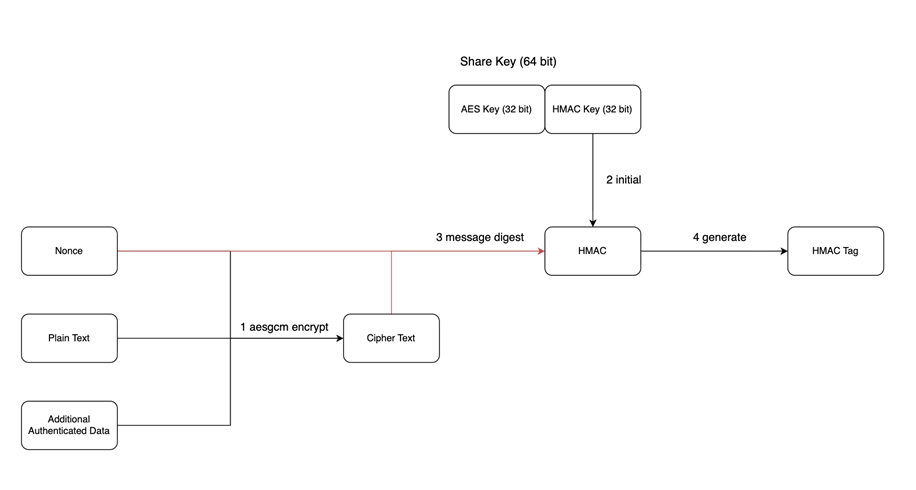 Share Key (64 bit)
AES Key (32 bit)
HMAC Key (32 bit)
2 initial
Nonce
3 message digest
HMAC
4 generate
HMAC Tag
Plain Text
1 aesgcm encrypt
Cipher Text
Additional
Authenticated Data